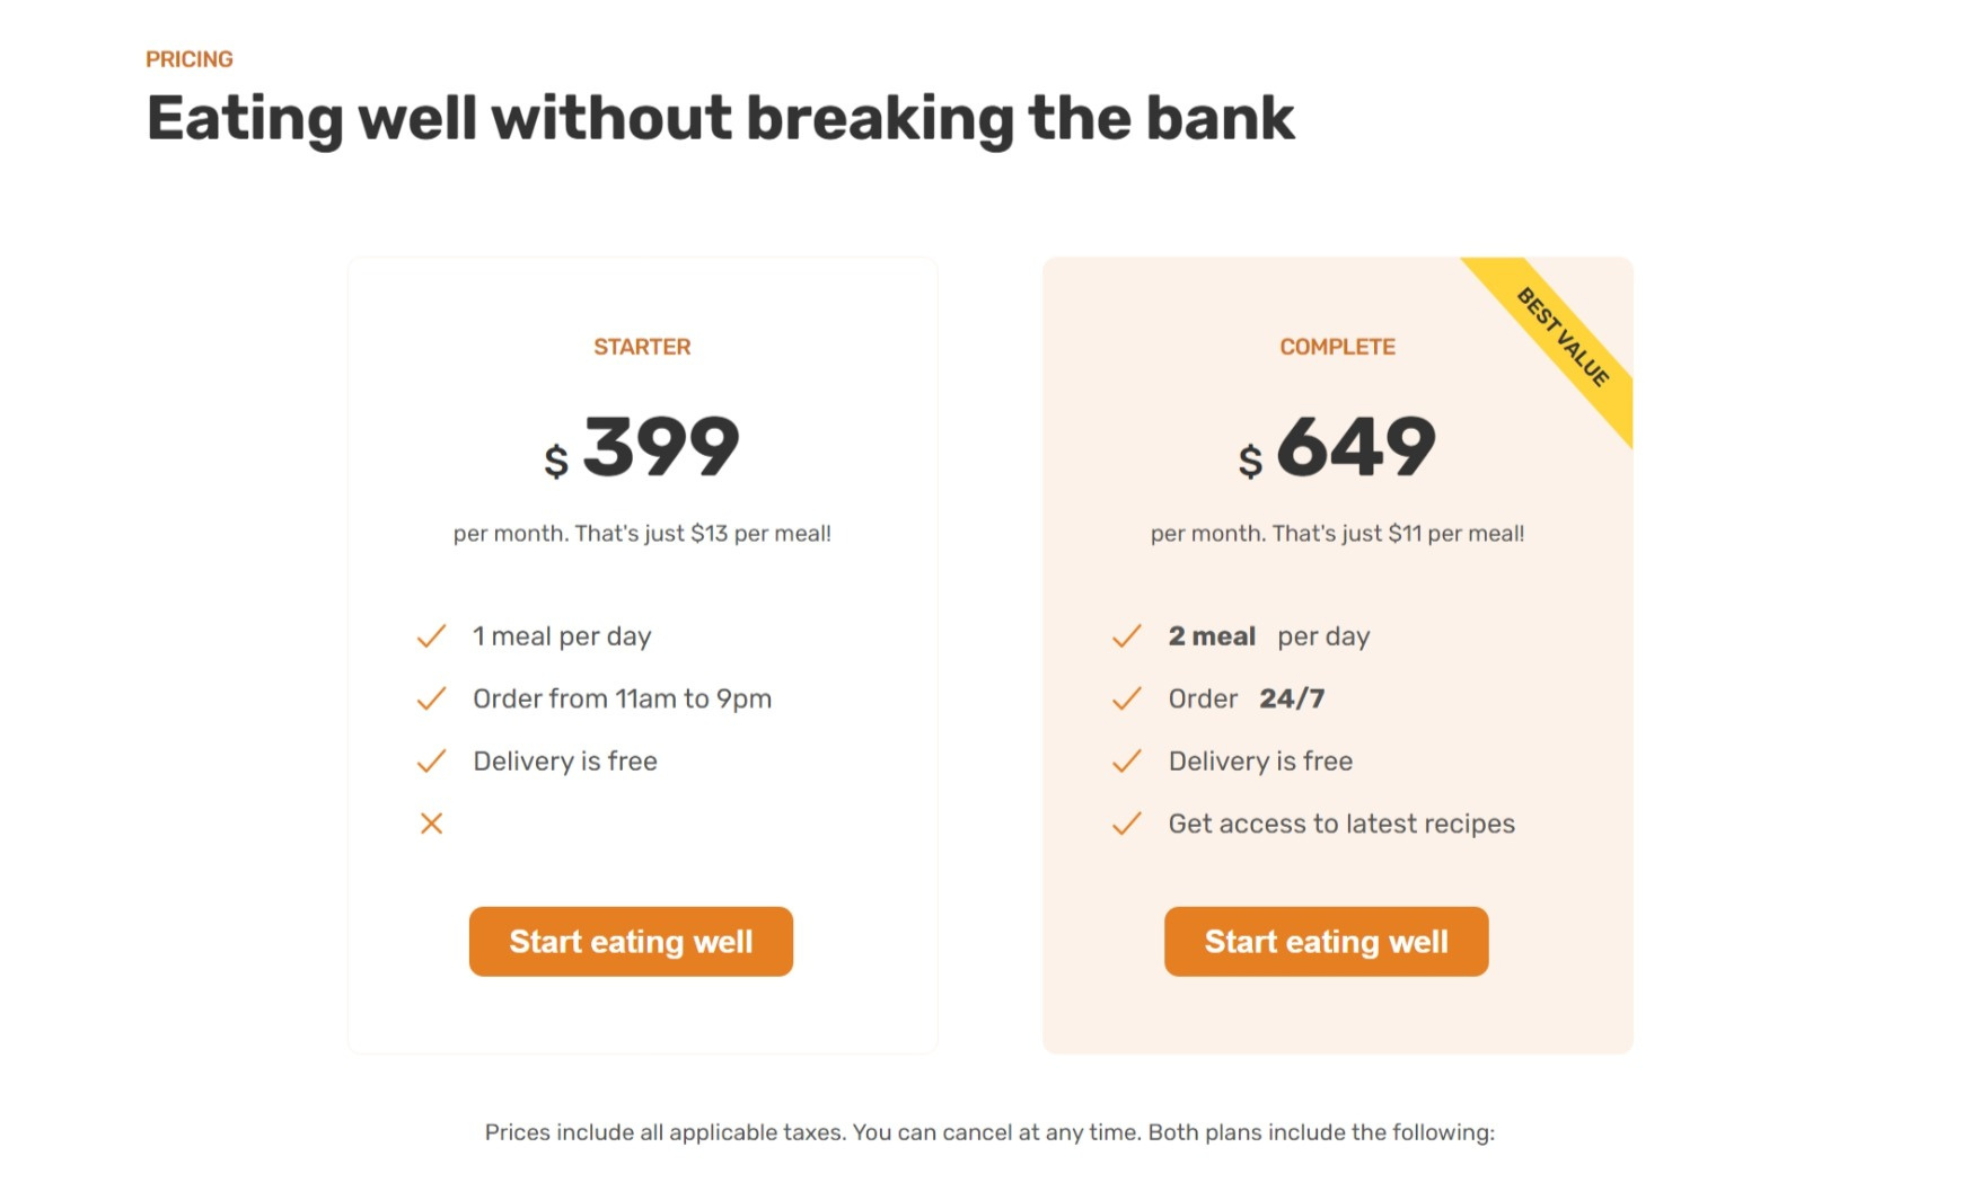 PRICING
Eating well without breaking the bank
STARTER
$ 399
per month. That's just $13 per meal!
1 meal per day
Order from 11am to 9pm
Delivery is free
Start eating well
BEST VALUE
COMPLETE
$ 649
per month. That's just $11 per meal!
2 meal per day
Order 24/7
Delivery is free
Get access to latest recipes
Start eating well
Prices include all applicable taxes. You can cancel at any time. Both plans include the following: